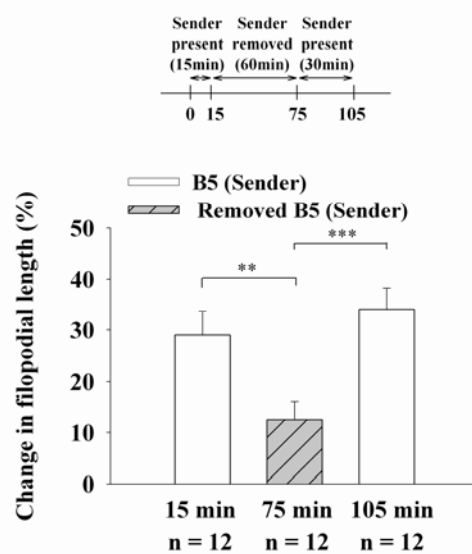 Sender Sender Sender
present removed present
(15min) (60min) (30min)
0 15 75 105
B5 (Sender)
Removed B5 (Sender)
50
40
30
20
10
0
Change in filopodial length (%)
** ***
15 min 75 min 105 min
n = 12 n = 12 n = 12